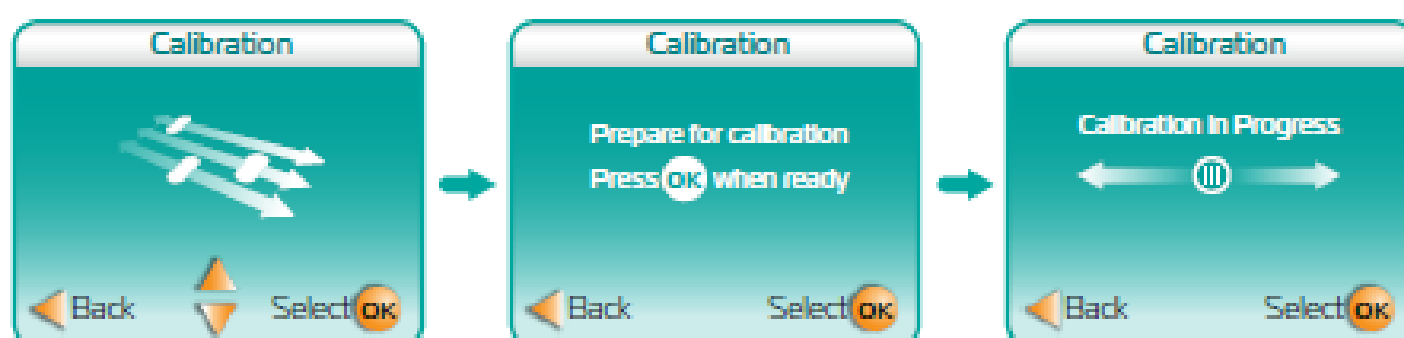 Calibration
Back
Select OK
Calibration
Prepare for calibration
Press OK when ready
Back
Select OK
Calibration
Calibration In Progress
Back
Select OK